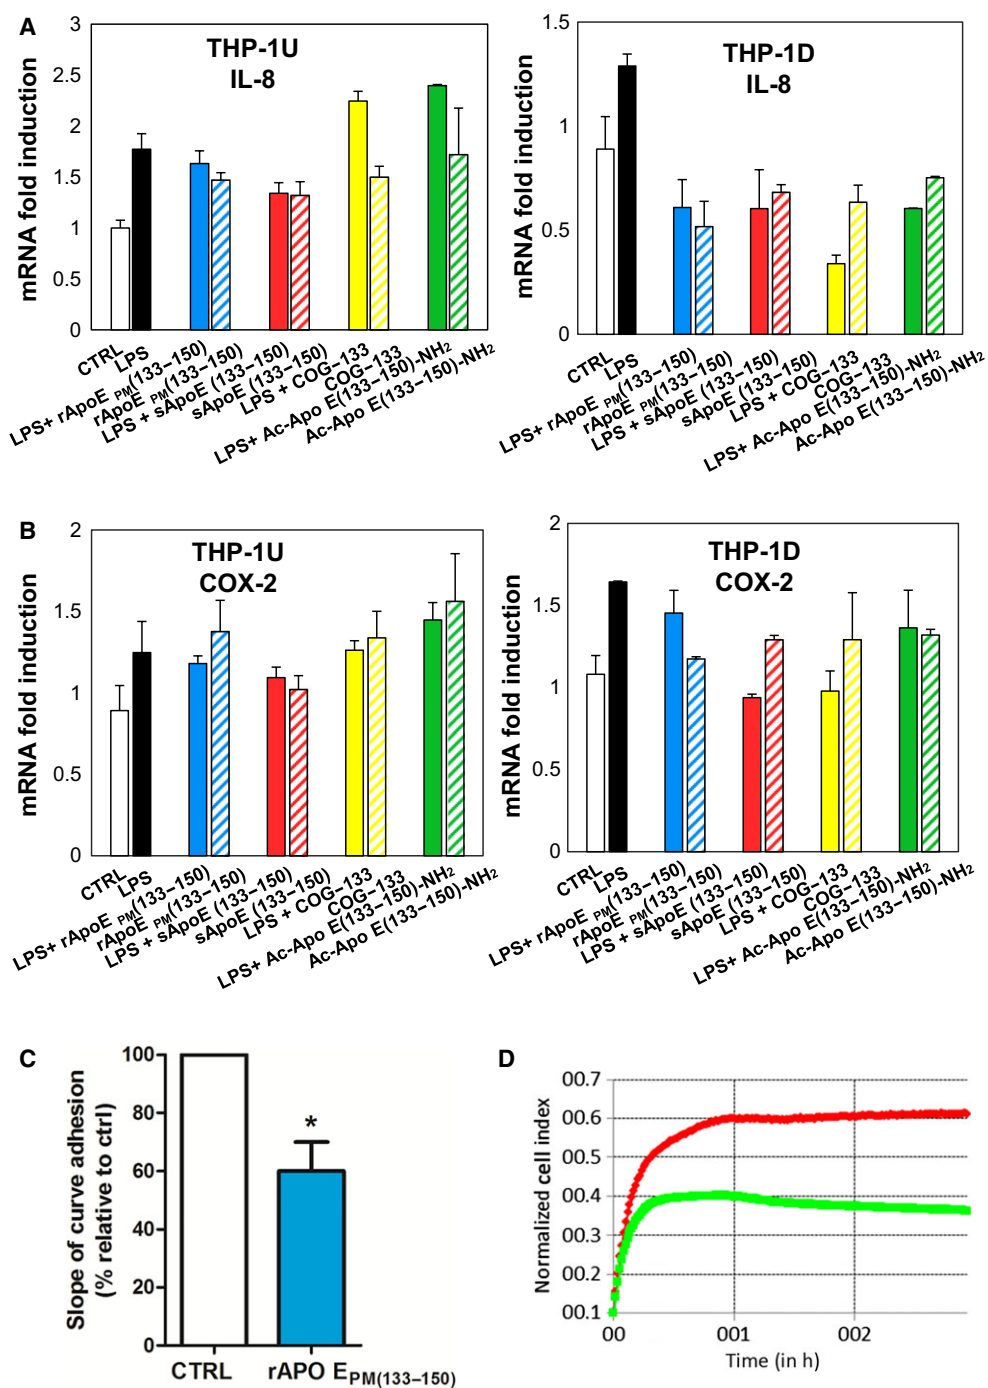 A
mRNA fold induction
3
2.5
2
1.5
1
0.5
0
THP-1U
IL-8
CTRL
LPS
LPS+ rApoE PM(133–150)
rApoE PM(133–150)
LPS + sApoE (133–150)
sApoE (133–150)
LPS + COG–133
COG–133
LPS+ Ac-Apo E(133–150)-NH2
Ac-Apo E(133–150)-NH2
mRNA fold induction
1.5
1
0.5
0
THP-1D
IL-8
CTRL
LPS
LPS+ rApoE PM(133–150)
rApoE PM(133–150)
LPS + sApoE (133–150)
sApoE (133–150)
LPS + COG–133
COG–133
LPS+ Ac-Apo E(133–150)-NH2
Ac-Apo E(133–150)-NH2
B
mRNA fold induction
2
1.5
1
0.5
0
THP-1U
COX-2
CTRL
LPS
LPS+ rApoE PM(133–150)
rApoE PM(133–150)
LPS + sApoE (133–150)
sApoE (133–150)
LPS + COG–133
COG–133
LPS+ Ac-Apo E(133–150)-NH2
Ac-Apo E(133–150)-NH2
mRNA fold induction
2
1.5
1
0.5
0
THP-1D
COX-2
CTRL
LPS
LPS+ rApoE PM(133–150)
rApoE PM(133–150)
LPS + sApoE (133–150)
sApoE (133–150)
LPS + COG–133
COG–133
LPS+ Ac-Apo E(133–150)-NH2
Ac-Apo E(133–150)-NH2
C
Slope of curve adhesion
(% relative to ctrl)
100
80
60
40
20
0
*
CTRL
rAPO EPM(133–150)
D
Normalized cell index
00.7
00.6
00.5
00.4
00.3
00.2
00.1
00
001
002
Time (in h)